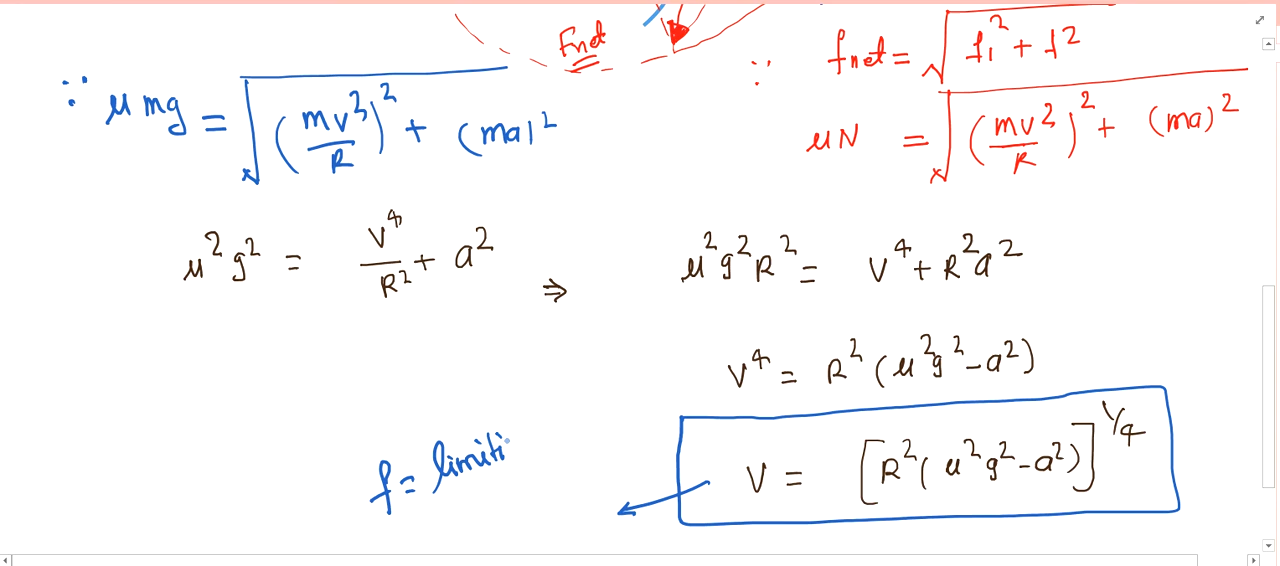 Fnet
fnet = √(f₁² + f²)
∵ μmg = √((mv²/R)² + (ma)²)
∵ μN = √((mv²/R)² + (ma)²)
μ²g² = v⁴/R² + a²
⇒ μ²g²R² = v⁴ + R²a²
v⁴ = R²(μ²g² - a²)
v = [R²(μ²g² - a²)]^1/4
f = limiti